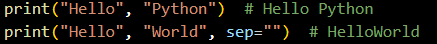 print("Hello", "Python")  # Hello Python
print("Hello", "World", sep="")  # HelloWorld